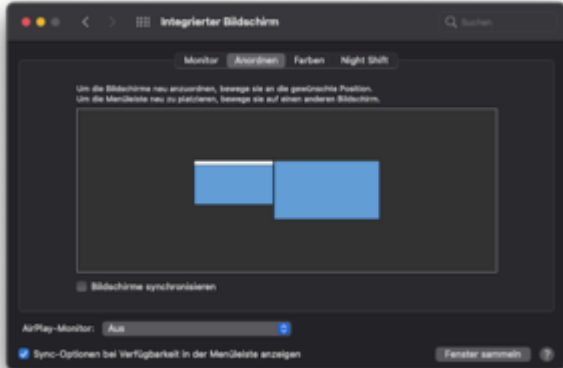 Integrierter Bildschirm
Suchen
Monitor Anordnen Farben Night Shift
Um die Bildschirme neu anzuordnen, bewege sie an die gewünschte Position.
Um die Menüleiste neu zu platzieren, bewege sie auf einen anderen Bildschirm.
Bildschirme synchronisieren
AirPlay-Monitor: Aus
Sync-Optionen bei Verfügbarkeit in der Menüleiste anzeigen
Fenster sammeln ?